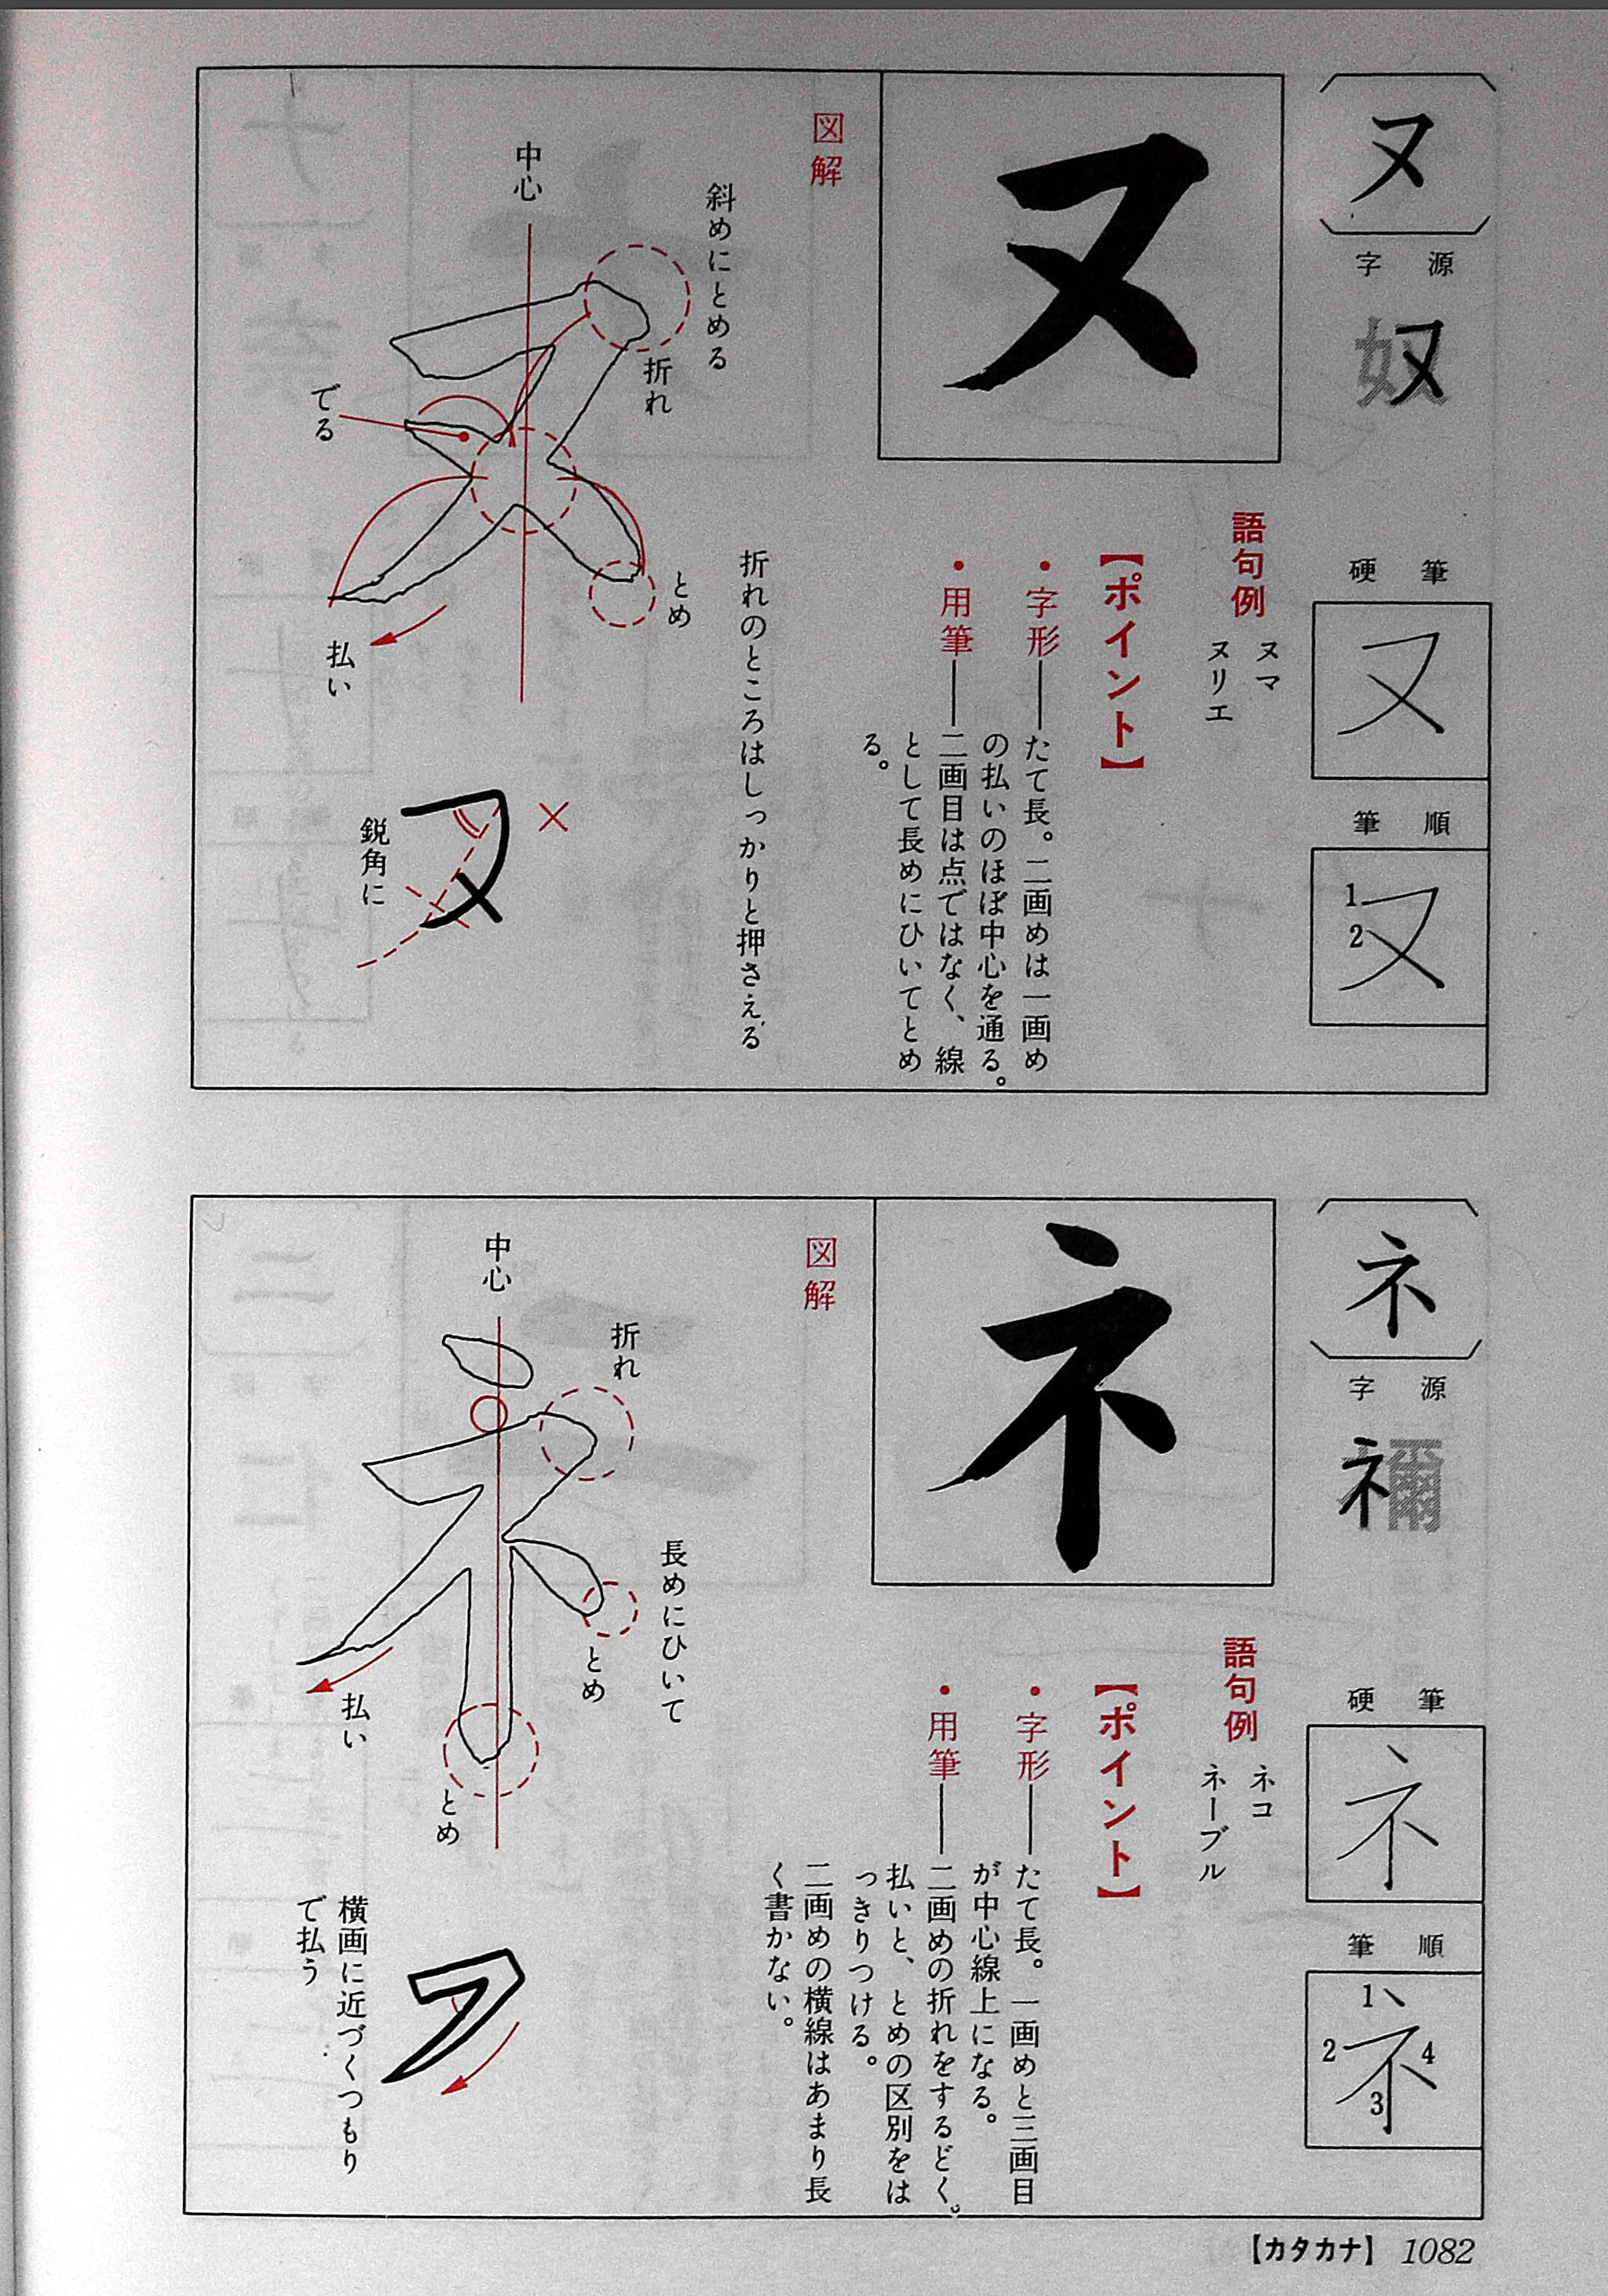 ヌ
字源
奴
硬筆
ヌ
筆順
ヌ
1
2
語句例
ヌマ
ヌリエ
【ポイント】
・字形――たて長。二画めは一画め
の払いのほぼ中心を通る。
・用筆――二画目は点ではなく、線
として長めにひいてとめ
る。
ヌ
図解
中心
斜めにとめる
折れ
でる
とめ
払い
折れのところはしっかりと押さえる
鋭角に
ネ
字源
禰
硬筆
ネ
筆順
ネ
1
2
3
4
語句例
ネコ
ネーブル
【ポイント】
・字形――たて長。一画めと三画目
が中心線上になる。
・用筆――二画めの折れをするどく。
払いと、とめの区別をは
っきりつける。
二画めの横線はあまり長
く書かない。
ネ
図解
中心
折れ
長めにひいて
とめ
払い
とめ
横画に近づくつもり
で払う
【カタカナ】 1082